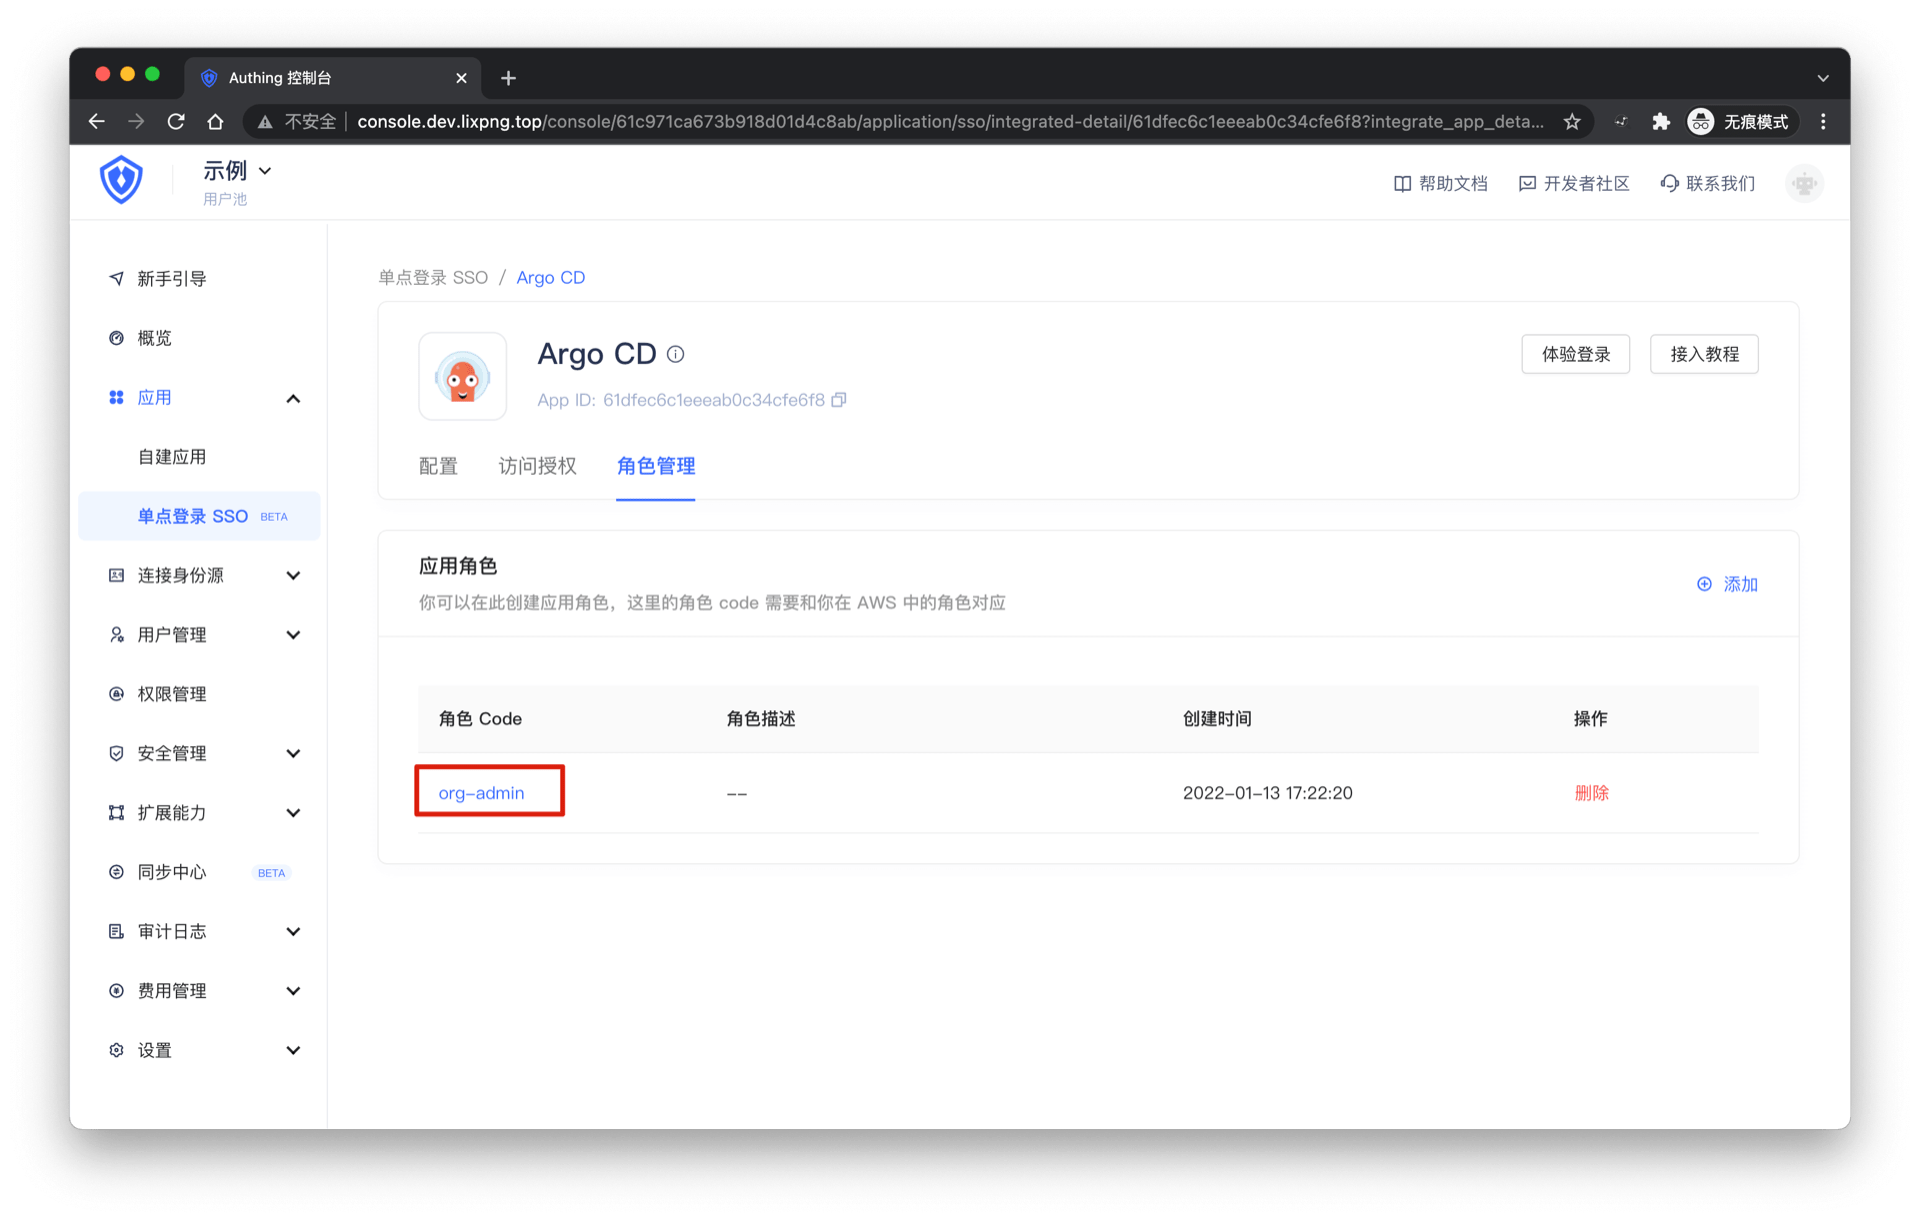 Authing 控制台
不安全
console.dev.lixpng.top/console/61c971ca673b918d01d4c8ab/application/sso/integrated-detail/61dfec6c1eeeab0c34cfe6f8?integrate_app_deta...
无痕模式
示例
用户池
帮助文档
开发者社区
联系我们
新手引导
概览
应用
自建应用
单点登录 SSO BETA
连接身份源
用户管理
权限管理
安全管理
扩展能力
同步中心 BETA
审计日志
费用管理
设置
单点登录 SSO / Argo CD
Argo CD
App ID: 61dfec6c1eeeab0c34cfe6f8
体验登录
接入教程
配置 访问授权 角色管理
应用角色
你可以在此创建应用角色，这里的角色 code 需要和你在 AWS 中的角色对应
添加
角色 Code 角色描述 创建时间 操作
org-admin -- 2022-01-13 17:22:20 删除